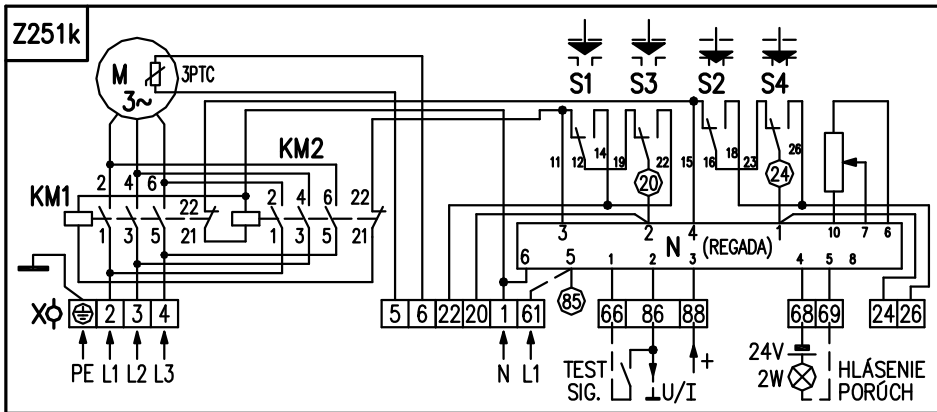 Z251k
S1 S3 S2 S4
M
3~
3PTC
KM2
KM1
2 4 6 22
1 3 5 21
2 4 6 22
1 3 5 21
11 12 14 19 22 15 16 18 23 26
20 24
10 7 6
3 2 4 1 10 7 6
N (REGADA)
6 5 1 2 3 4 5 8
85
X 2 3 4 5 6 22 20 1 61 66 86 88 68 69 24 26
PE L1 L2 L3 N L1
TEST
SIG.
U/I
+
24V
2W
HLÁSENIE
PORÚCH